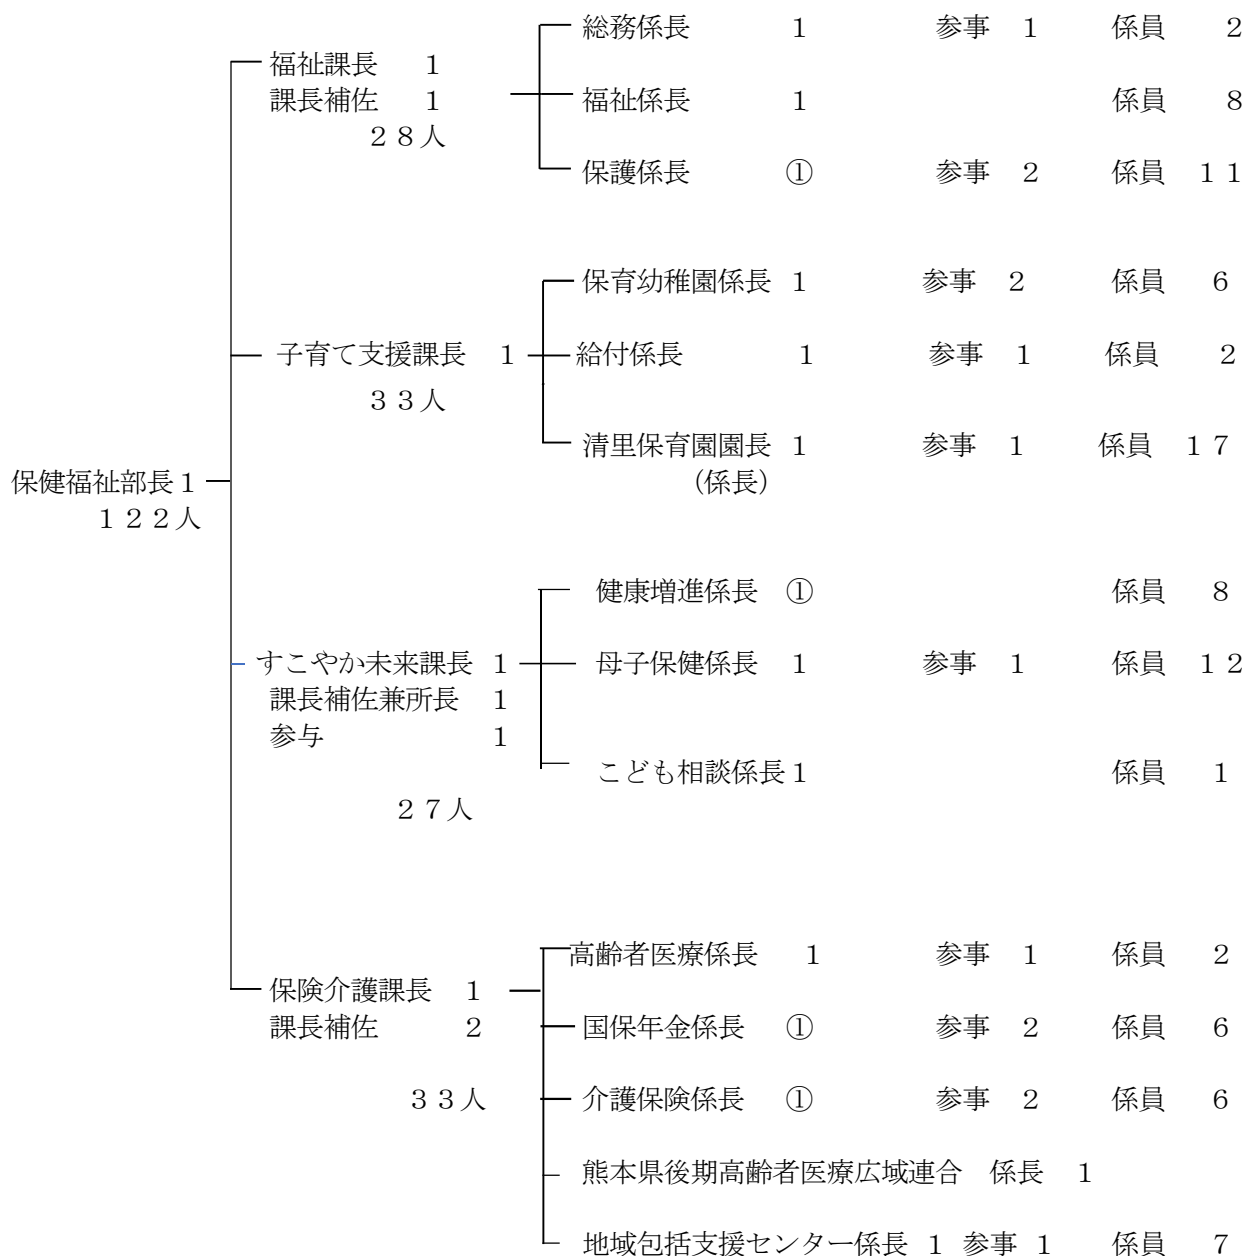 総務係長　１　参事　１　係員　２
福祉課長　１
課長補佐　１　福祉係長　１　係員　８
２８人
保護係長　①　参事　２　係員　１１
保育幼稚園係長　１　参事　２　係員　６
子育て支援課長　１　給付係長　１　参事　１　係員　２
３３人
清里保育園園長　１　参事　１　係員　１７
（係長）
保健福祉部長１
１２２人
健康増進係長　①　係員　８
すこやか未来課長　１　母子保健係長　１　参事　１　係員　１２
課長補佐兼所長　１
参与　１
こども相談係長１　係員　１
２７人
高齢者医療係長　１　参事　１　係員　２
保険介護課長　１
課長補佐　２　国保年金係長　①　参事　２　係員　６
３３人　介護保険係長　①　参事　２　係員　６
熊本県後期高齢者医療広域連合　係長　１
地域包括支援センター係長　１　参事　１　係員　７